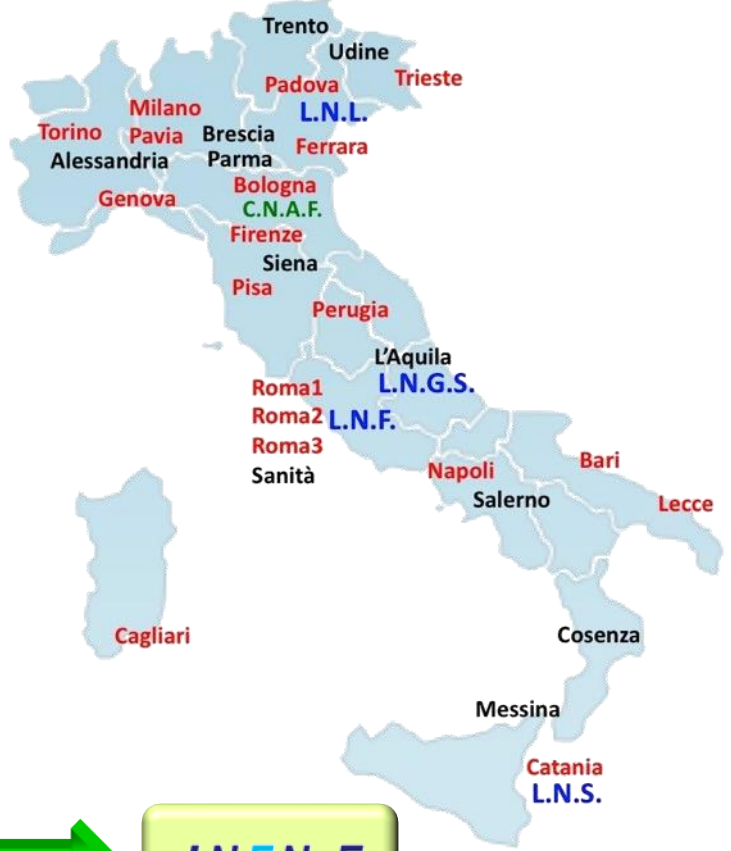 Trento
Udine
Trieste
Padova
L.N.L.
Milano
Torino
Pavia
Brescia
Alessandria
Parma
Ferrara
Genova
Bologna
C.N.A.F.
Firenze
Siena
Pisa
Perugia
L'Aquila
L.N.G.S.
Roma1
Roma2
L.N.F.
Roma3
Sanità
Napoli
Bari
Salerno
Lecce
Cagliari
Cosenza
Messina
Catania
L.N.S.